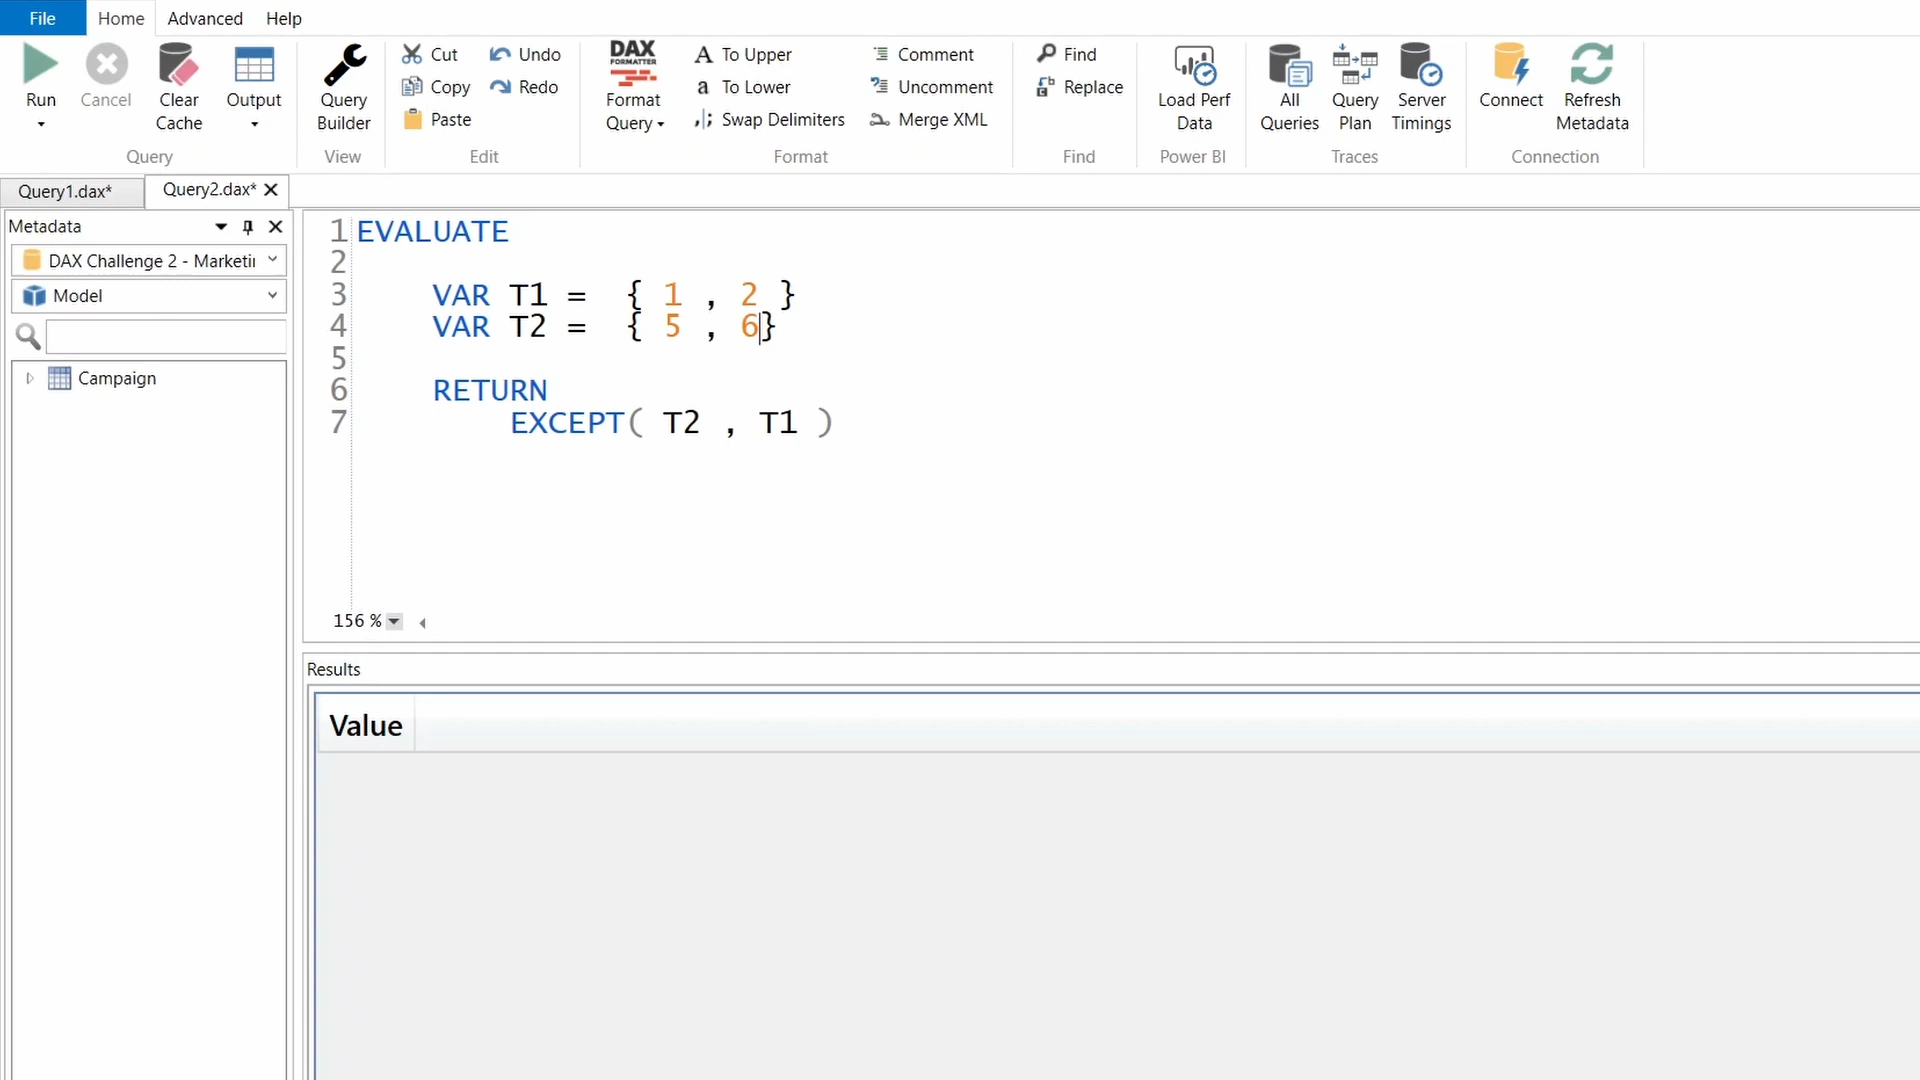 File Home Advanced Help
Run Cancel Clear Cache Output
Query
Query Builder
View
Cut Undo
Copy Redo
Paste
Edit
DAX FORMATTER
Format Query
To Upper
To Lower
Swap Delimiters
Comment
Uncomment
Merge XML
Format
Find
Replace
Find
Load Perf Data
Power BI
All Queries Query Plan Server Timings
Traces
Connect Refresh Metadata
Connection
Query1.dax* Query2.dax*
Metadata
DAX Challenge 2 - Marketir
Model
Campaign
1 EVALUATE
2
3 VAR T1 = { 1 , 2 }
4 VAR T2 = { 5 , 6}
5
6 RETURN
7 EXCEPT( T2 , T1 )
156 %
Results
Value